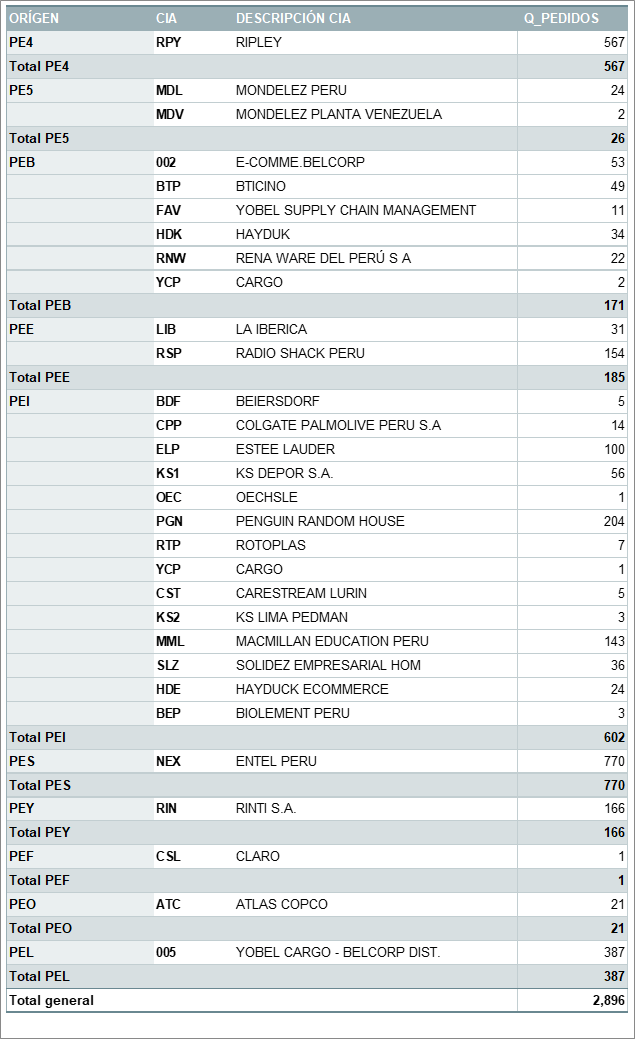 ORÍGEN CIA DESCRIPCIÓN CIA Q_PEDIDOS
PE4 RPY RIPLEY 567
Total PE4 567
PE5 MDL MONDELEZ PERU 24
MDV MONDELEZ PLANTA VENEZUELA 2
Total PE5 26
PEB 002 E-COMME.BELCORP 53
BTP BTICINO 49
FAV YOBEL SUPPLY CHAIN MANAGEMENT 11
HDK HAYDUK 34
RNW RENA WARE DEL PERÚ S A 22
YCP CARGO 2
Total PEB 171
PEE LIB LA IBERICA 31
RSP RADIO SHACK PERU 154
Total PEE 185
PEI BDF BEIERSDORF 5
CPP COLGATE PALMOLIVE PERU S.A 14
ELP ESTEE LAUDER 100
KS1 KS DEPOR S.A. 56
OEC OECHSLE 1
PGN PENGUIN RANDOM HOUSE 204
RTP ROTOPLAS 7
YCP CARGO 1
CST CARESTREAM LURIN 5
KS2 KS LIMA PEDMAN 3
MML MACMILLAN EDUCATION PERU 143
SLZ SOLIDEZ EMPRESARIAL HOM 36
HDE HAYDUCK ECOMMERCE 24
BEP BIOLEMENT PERU 3
Total PEI 602
PES NEX ENTEL PERU 770
Total PES 770
PEY RIN RINTI S.A. 166
Total PEY 166
PEF CSL CLARO 1
Total PEF 1
PEO ATC ATLAS COPCO 21
Total PEO 21
PEL 005 YOBEL CARGO - BELCORP DIST. 387
Total PEL 387
Total general 2,896